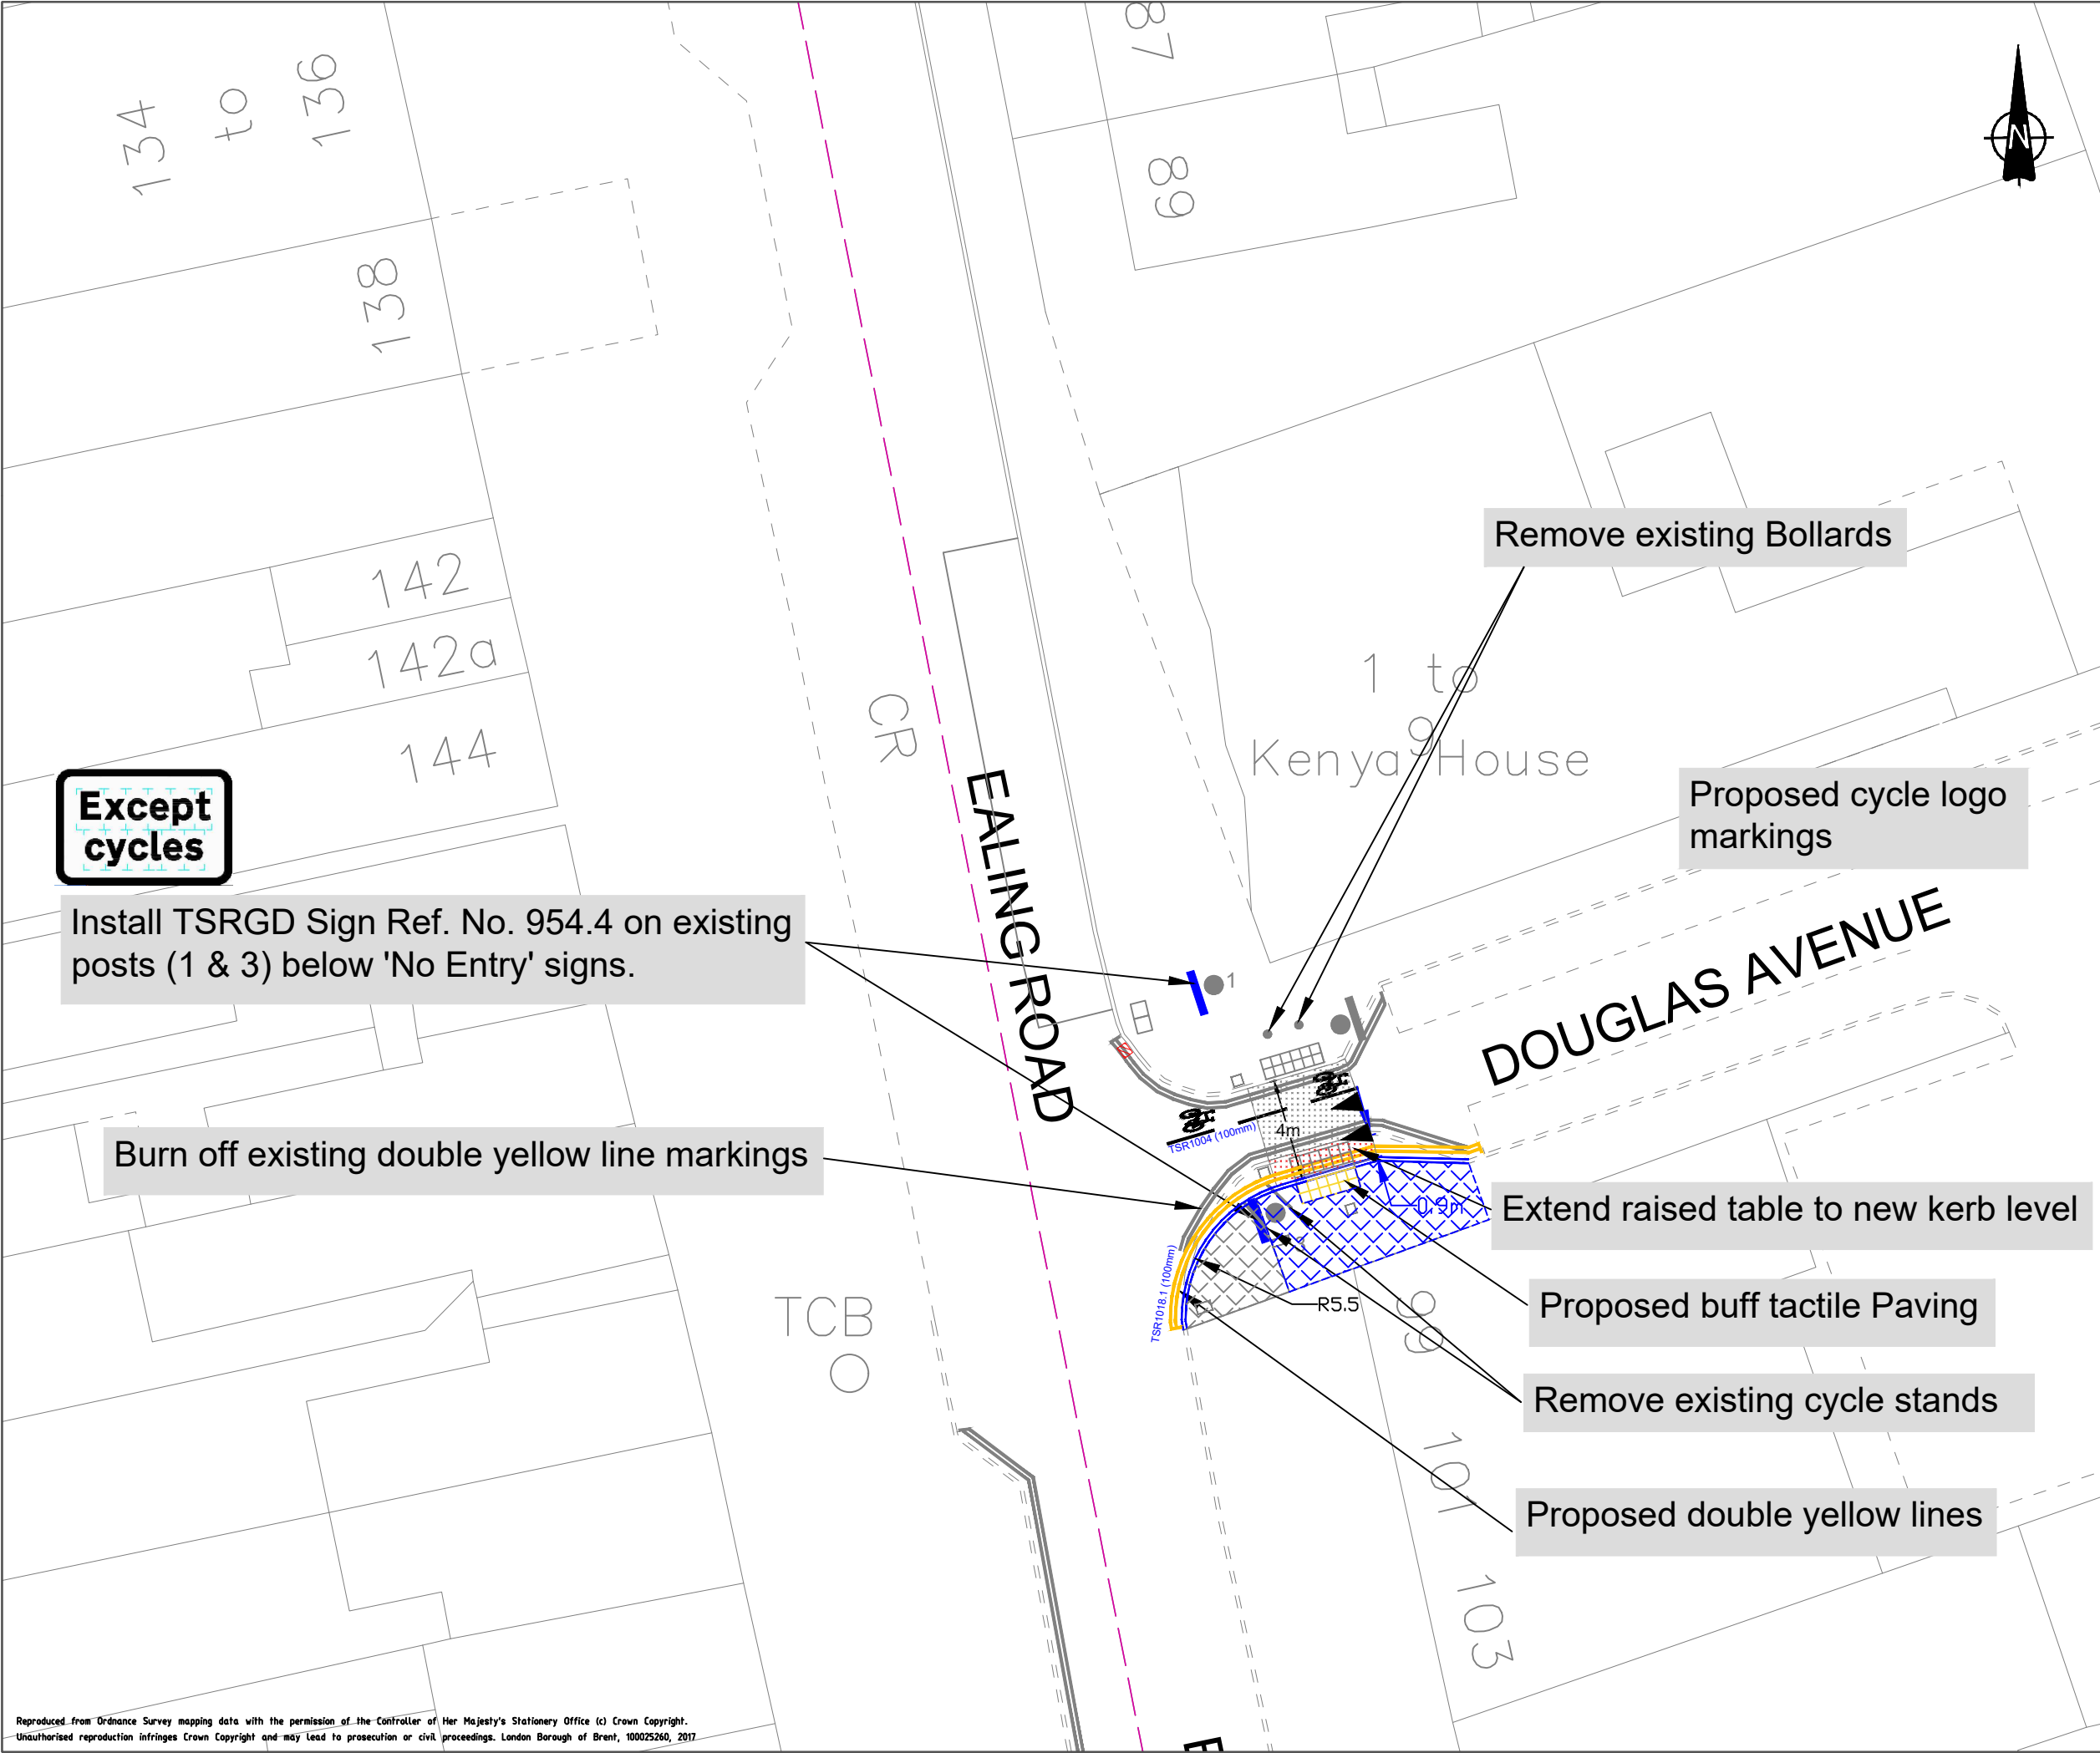 87
134
to
136
N
89
138
Remove existing Bollards
142
142a
1 to
9
Kenya House
CR
144
Except
cycles
Proposed cycle logo
markings
EALING ROAD
DOUGLAS AVENUE
Install TSRGD Sign Ref. No. 954.4 on existing
posts (1 & 3) below 'No Entry' signs.
1
TSR1004 (100mm)
4m
Burn off existing double yellow line markings
0.9m
Extend raised table to new kerb level
TSR1018.1 (100mm)
R5.5
TCB
99
Proposed buff tactile Paving
Remove existing cycle stands
101
Proposed double yellow lines
103
Reproduced from Ordnance Survey mapping data with the permission of the Controller of Her Majesty's Stationery Office (c) Crown Copyright.
Unauthorised reproduction infringes Crown Copyright and may lead to prosecution or civil proceedings. London Borough of Brent, 100025260, 2017